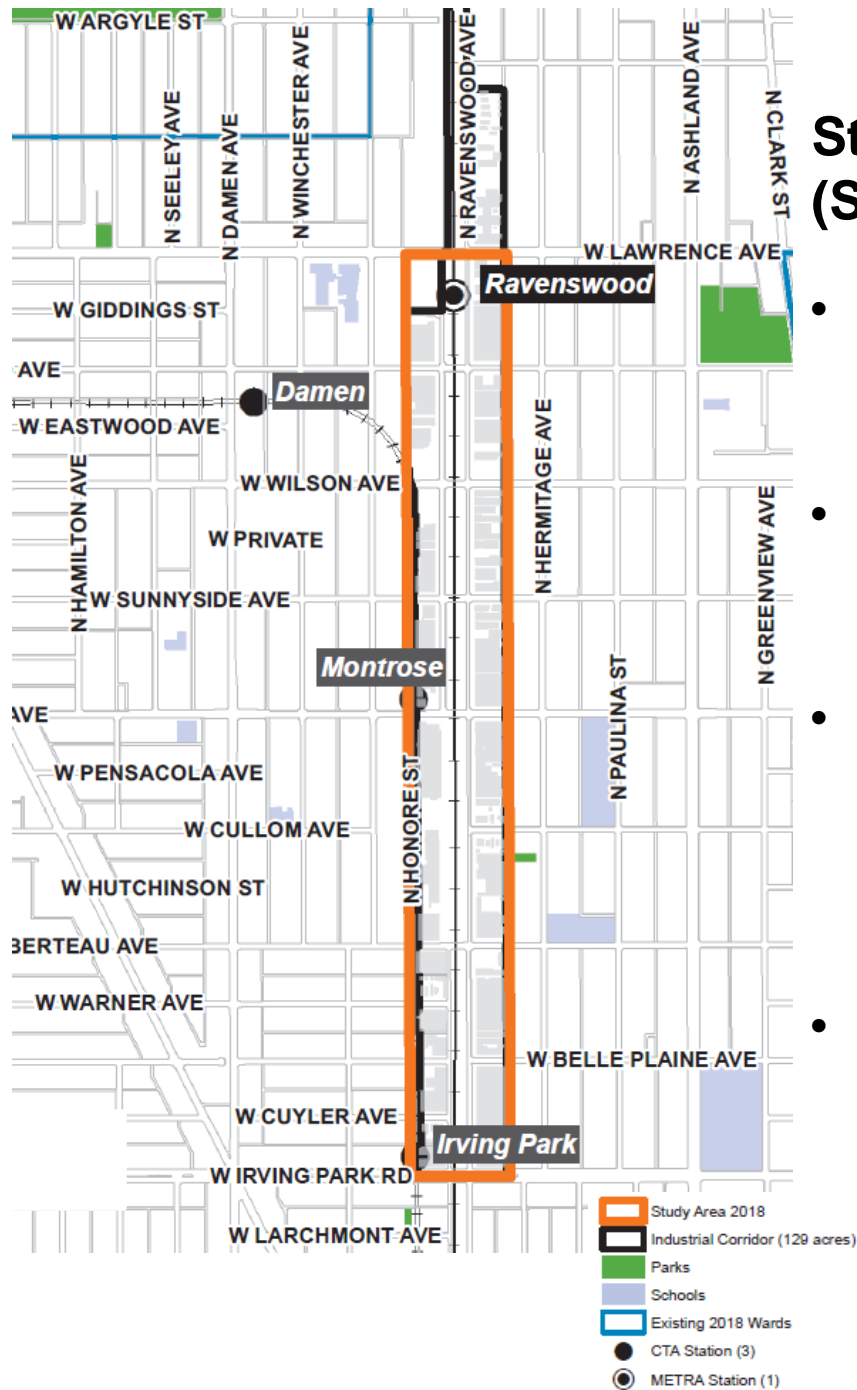 W ARGYLE ST
N SEELEY AVE
N DAMEN AVE
N WINCHESTER AVE
N RAVENSWOOD AVE
N ASHLAND AVE
N CLARK ST
St
(S
W LAWRENCE AVE
Ravenswood
W GIDDINGS ST
•
AVE
Damen
W EASTWOOD AVE
N HAMILTON AVE
W WILSON AVE
N HERMITAGE AVE
N GREENVIEW AVE
•
W PRIVATE
W SUNNYSIDE AVE
Montrose
N PAULINA ST
AVE
•
W PENSACOLA AVE
N HONORE ST
W CULLOM AVE
W HUTCHINSON ST
BERTEAU AVE
W WARNER AVE
•
W BELLE PLAINE AVE
W CUYLER AVE
Irving Park
W IRVING PARK RD
W LARCHMONT AVE
Study Area 2018
Industrial Corridor (129 acres)
Parks
Schools
Existing 2018 Wards
CTA Station (3)
METRA Station (1)